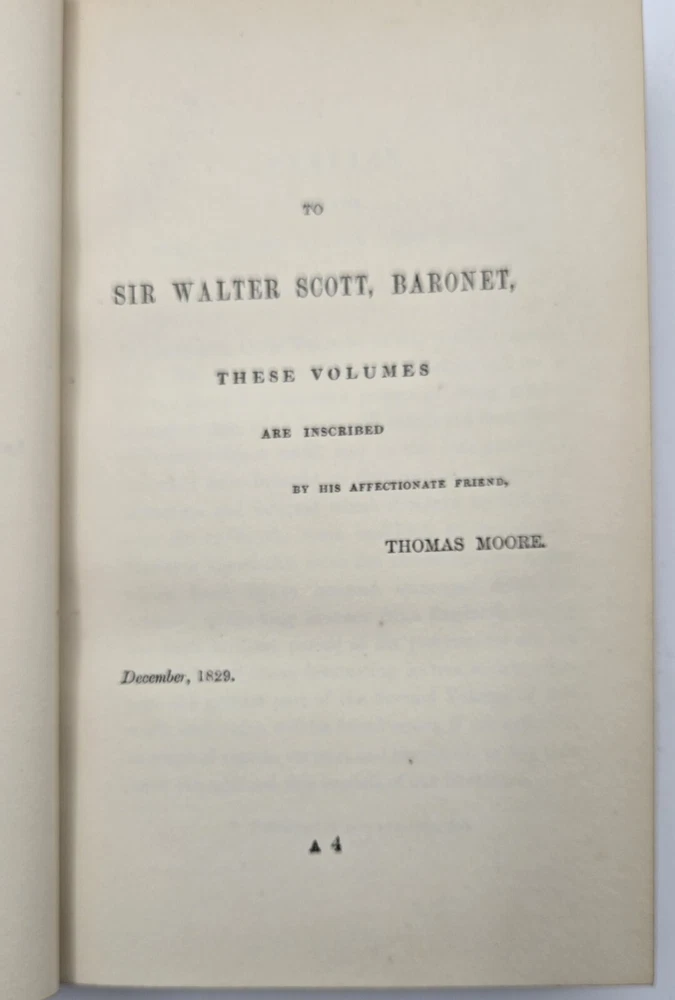 TO
SIR WALTER SCOTT, BARONET,
THESE VOLUMES
ARE INSCRIBED
BY HIS AFFECTIONATE FRIEND,
THOMAS MOORE.
December, 1829.
A 4